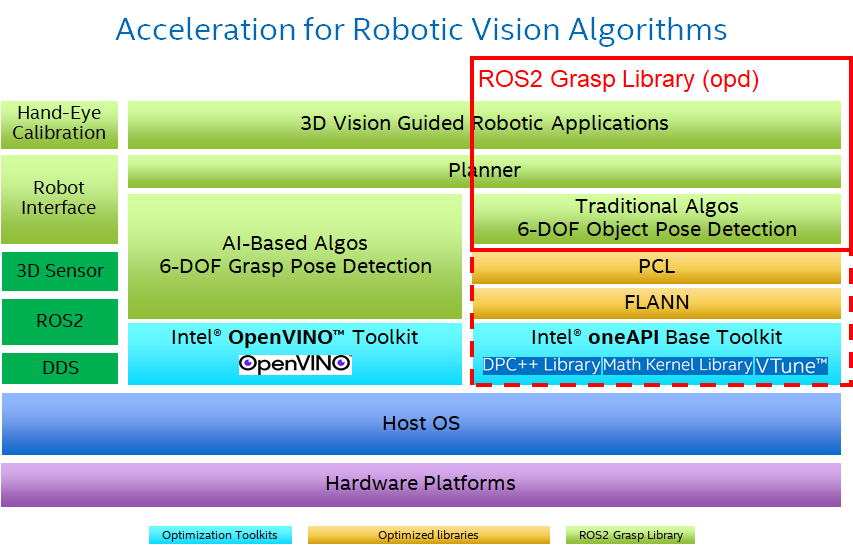 Acceleration for Robotic Vision Algorithms
ROS2 Grasp Library (opd)
Hand-Eye
Calibration
3D Vision Guided Robotic Applications
Robot
Interface
Planner
AI-Based Algos
6-DOF Grasp Pose Detection
Traditional Algos
6-DOF Object Pose Detection
3D Sensor
PCL
ROS2
FLANN
DDS
Intel® OpenVINO™ Toolkit
OpenVINO
Intel® oneAPI Base Toolkit
DPC++ Library Math Kernel Library VTune™
Host OS
Hardware Platforms
Optimization Toolkits
Optimized libraries
ROS2 Grasp Library